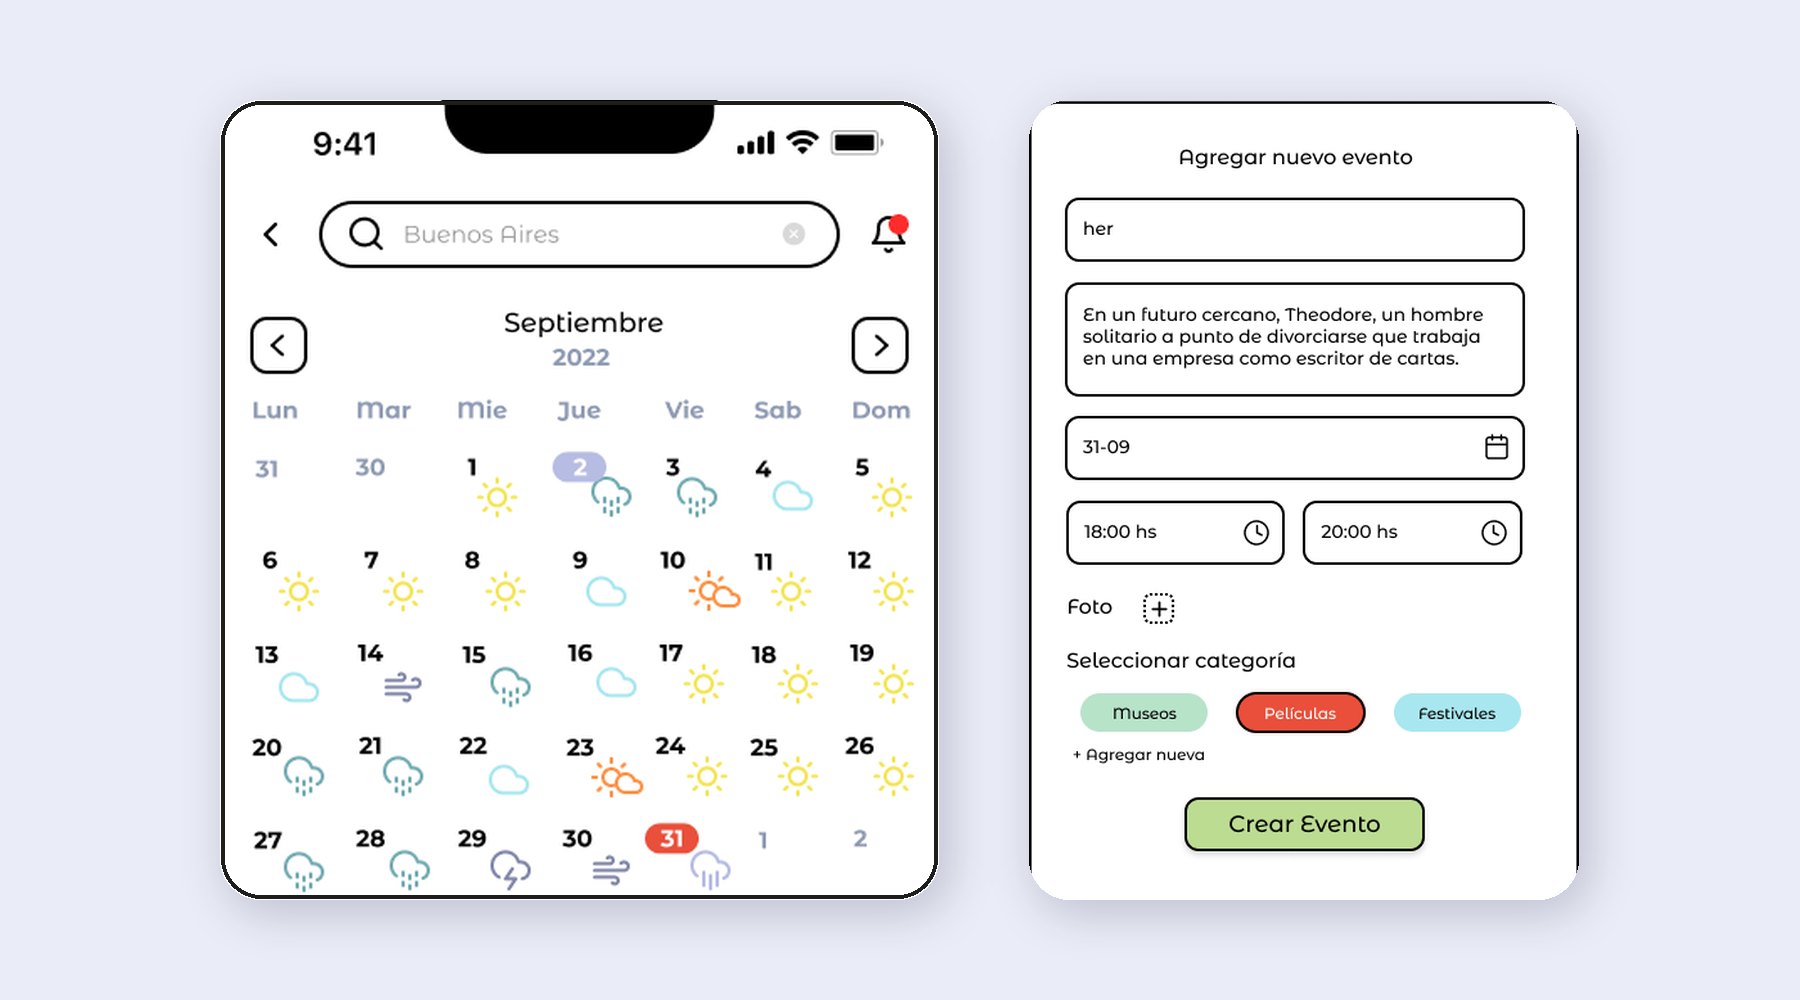 9:41
Buenos Aires
Septiembre
2022
Lun Mar Mie Jue Vie Sab Dom
31 30 1 2 3 4 5
6 7 8 9 10 11 12
13 14 15 16 17 18 19
20 21 22 23 24 25 26
27 28 29 30 31 1 2
Agregar nuevo evento
her
En un futuro cercano, Theodore, un hombre
solitario a punto de divorciarse que trabaja
en una empresa como escritor de cartas.
31-09
18:00 hs 20:00 hs
Foto
Seleccionar categoría
Museos Películas Festivales
+ Agregar nueva
Crear Evento